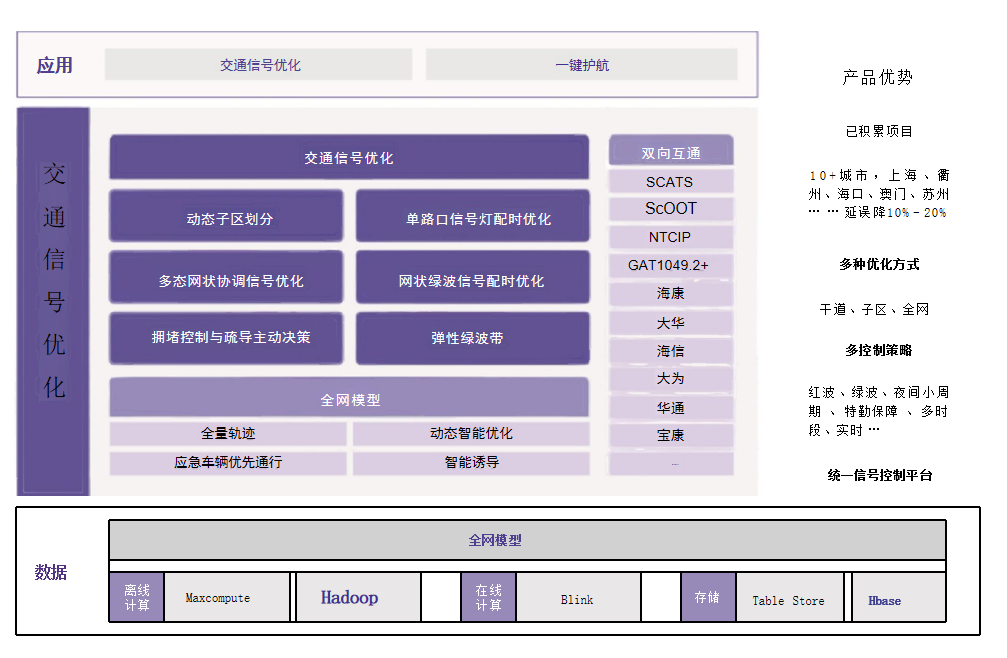 应用
交通信号优化
一键护航
交通信号优化
交通信号优化
动态子区划分
单路口信号灯配时优化
多态网状协调信号优化
网状绿波信号配时优化
拥堵控制与疏导主动决策
弹性绿波带
全网模型
全量轨迹
动态智能优化
应急车辆优先通行
智能诱导
双向互通
SCATS
ScOOT
NTCIP
GAT1049.2+
海康
大华
海信
大为
华通
宝康
...
产品优势
已积累项目
10+城市，上海、衢
州、海口、澳门、苏州
… … 延误降10%-20%
多种优化方式
干道、子区、全网
多控制策略
红波、绿波、夜间小周
期 、特勤保障 、多时
段、实时 …
统一信号控制平台
数据
全网模型
离线
计算
Maxcompute
Hadoop
在线
计算
Blink
存储
Table Store
Hbase